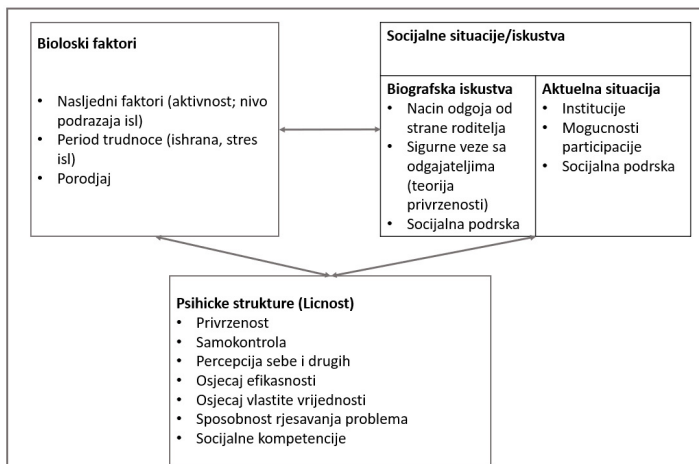 Bioloski faktori
• Nasljedni faktori (aktivnost; nivo
podrazaja isl)
• Period trudnoce (ishrana, stres
isl)
• Porodjaj
Socijalne situacije/iskustva
Biografska iskustva
• Nacin odgoja od
strane roditelja
• Sigurne veze sa
odgajateljima
(teorija
privrzenosti)
• Socijalna podrska
Aktuelna situacija
• Institucije
• Mogucnosti
participacije
• Socijalna podrska
Psihicke strukture (Licnost)
• Privrzenost
• Samokontrola
• Percepcija sebe i drugih
• Osjecaj efikasnosti
• Osjecaj vlastite vrijednosti
• Sposobnost rjesavanja problema
• Socijalne kompetencije